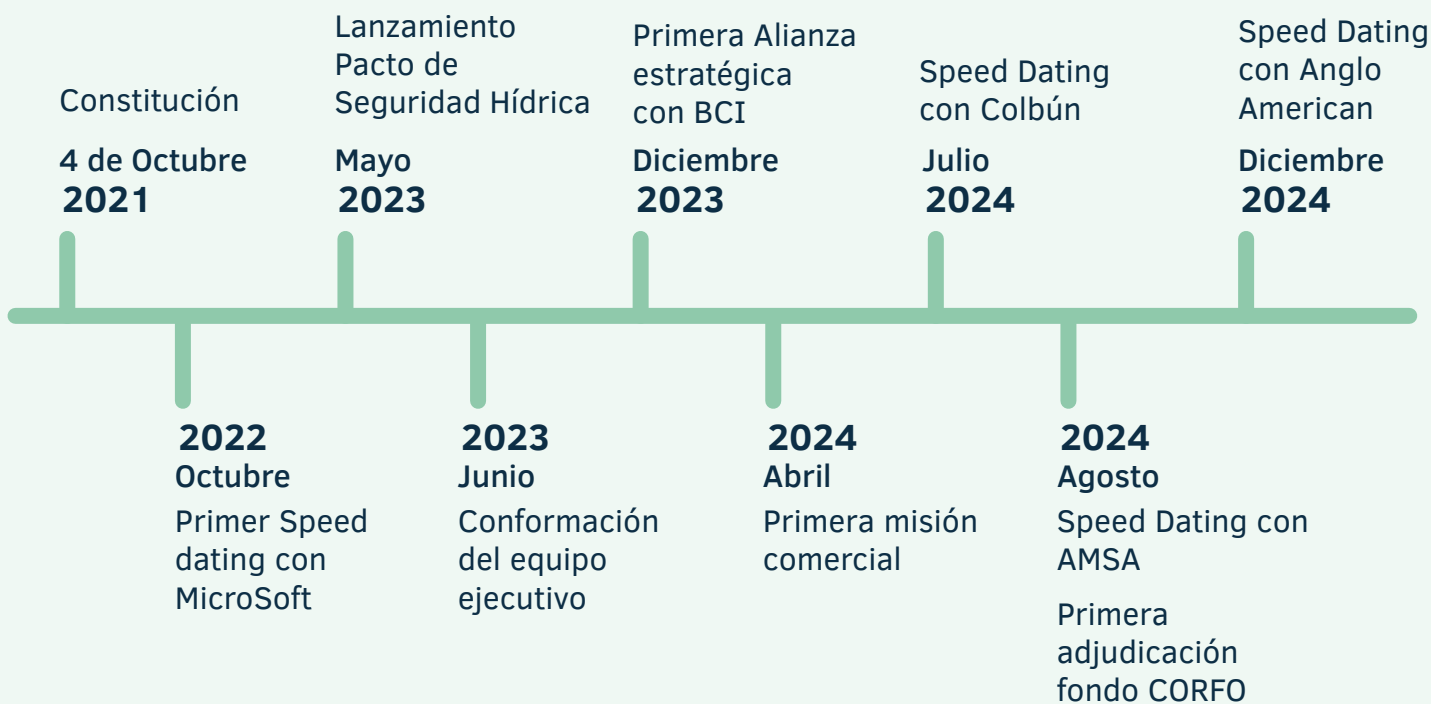 Constitución
4 de Octubre
2021
Lanzamiento
Pacto de
Seguridad Hídrica
Mayo
2023
Primera Alianza
estratégica
con BCI
Diciembre
2023
Speed Dating
con Colbún
Julio
2024
Speed Dating
con Anglo
American
Diciembre
2024
2022
Octubre
Primer Speed
dating con
MicroSoft
2023
Junio
Conformación
del equipo
ejecutivo
2024
Abril
Primera misión
comercial
2024
Agosto
Speed Dating con
AMSA
Primera
adjudicación
fondo CORFO